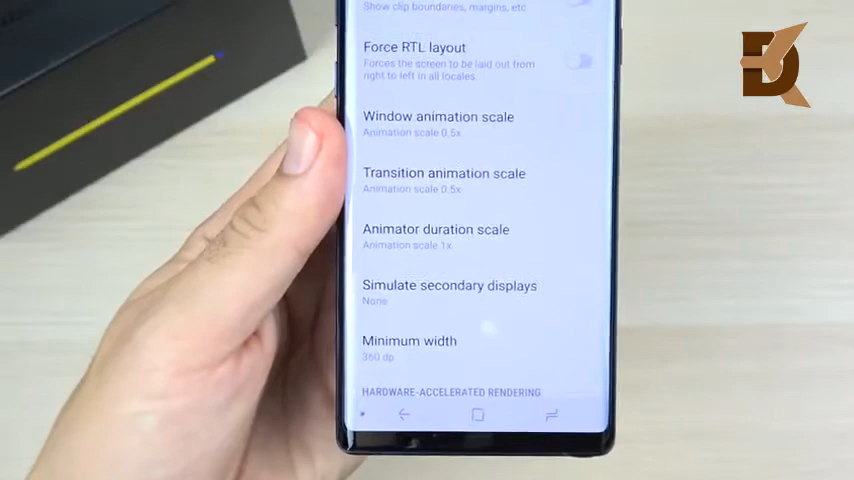 Show clip boundaries, margins, etc.
Force RTL layout
Forces the screen to be laid out from
right to left in all locales.
Window animation scale
Animation scale 0.5x
Transition animation scale
Animation scale 0.5x
Animator duration scale
Animation scale 1x
Simulate secondary displays
None
Minimum width
360 dp
HARDWARE-ACCELERATED RENDERING